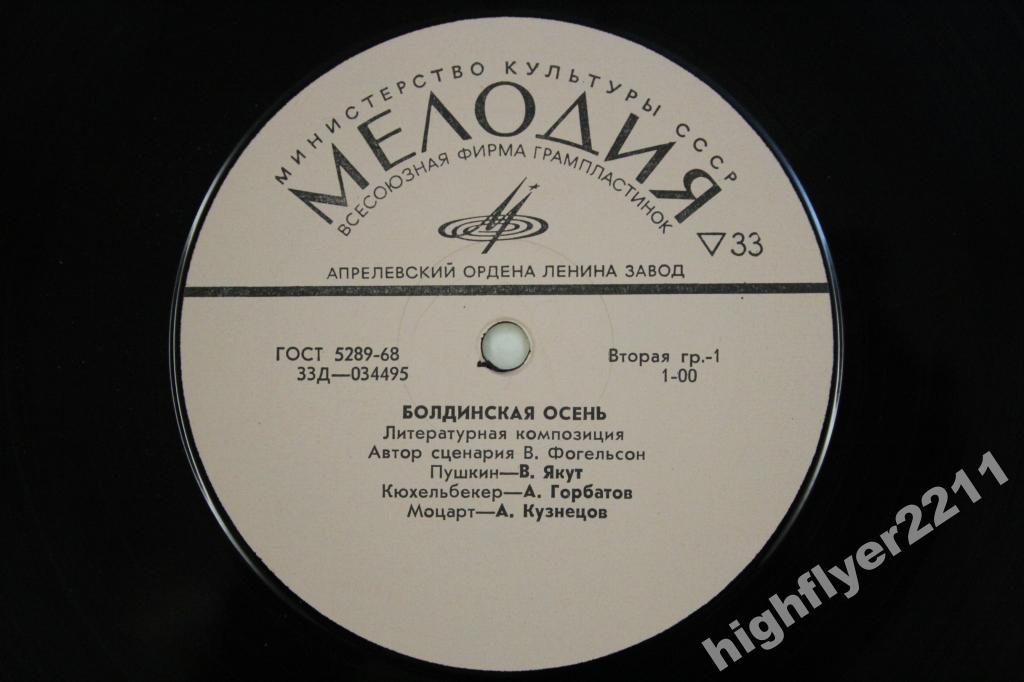 МИНИСТЕРСТВО КУЛЬТУРЫ СССР
МЕЛОДИЯ
ВСЕСОЮЗНАЯ ФИРМА ГРАМПЛАСТИНОК
▽33
АПРЕЛЕВСКИЙ ОРДЕНА ЛЕНИНА ЗАВОД
ГОСТ 5289-68
33Д—034495
Вторая гр.-1
1-00
БОЛДИНСКАЯ ОСЕНЬ
Литературная композиция
Автор сценария В. Фогельсон
Пушкин—В. Якут
Кюхельбекер—А. Горбатов
Моцарт—А. Кузнецов
highflyer2211